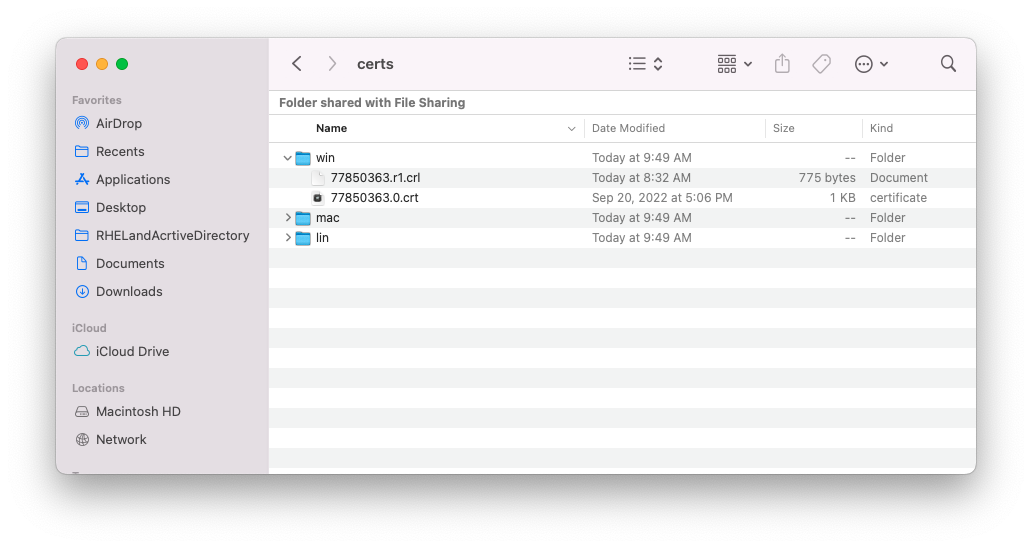 certs
Folder shared with File Sharing
Name Date Modified Size Kind
win Today at 9:49 AM -- Folder
77850363.r1.crl Today at 8:32 AM 775 bytes Document
77850363.0.crt Sep 20, 2022 at 5:06 PM 1 KB certificate
mac Today at 9:49 AM -- Folder
lin Today at 9:49 AM -- Folder
Favorites
AirDrop
Recents
Applications
Desktop
RHELandAcrtiveDirectory
Documents
Downloads
iCloud
iCloud Drive
Locations
Macintosh HD
Network